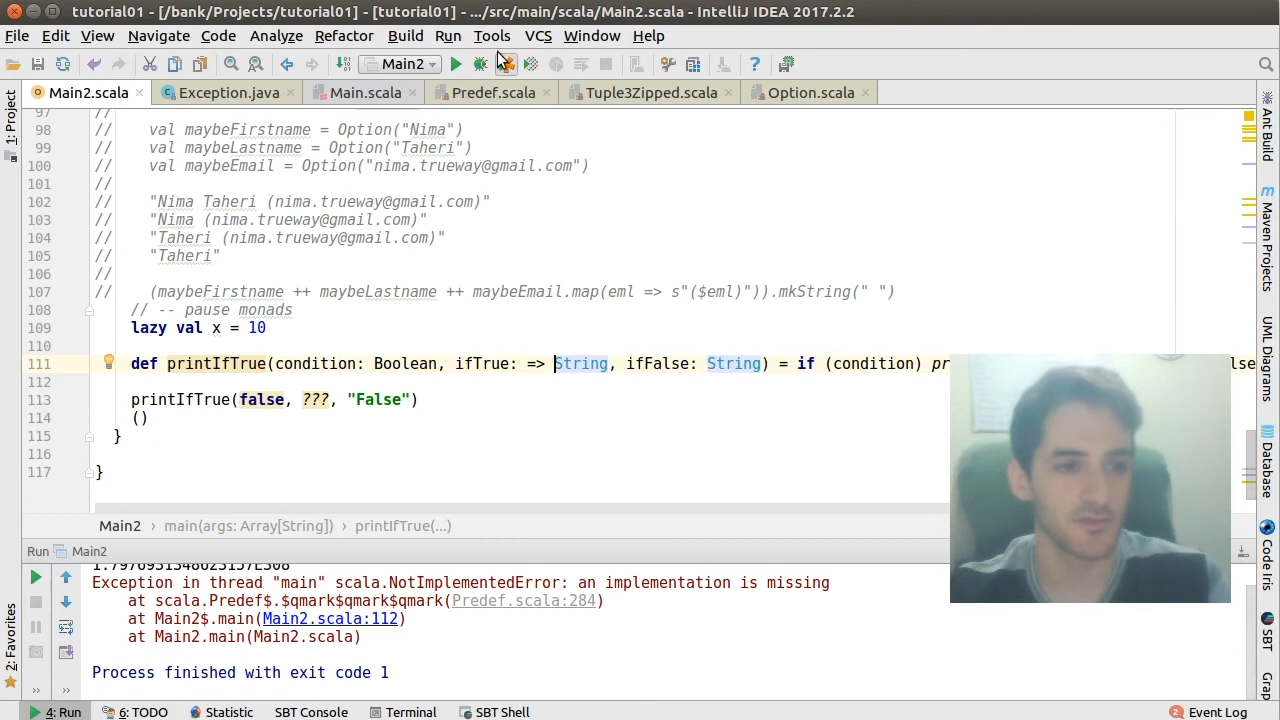 tutorial01 - [/bank/Projects/tutorial01] - [tutorial01] - .../src/main/scala/Main2.scala - IntelliJ IDEA 2017.2.2
File Edit View Navigate Code Analyze Refactor Build Run Tools VCS Window Help
Main2
Main2.scala Exception.java Main.scala Predef.scala Tuple3Zipped.scala Option.scala
97 //
98 // val maybeFirstname = Option("Nima")
99 // val maybeLastname = Option("Taheri")
100 // val maybeEmail = Option("nima.trueway@gmail.com")
101 //
102 // "Nima Taheri (nima.trueway@gmail.com)"
103 // "Nima (nima.trueway@gmail.com)"
104 // "Taheri (nima.trueway@gmail.com)"
105 // "Taheri"
106 //
107 // (maybeFirstname ++ maybeLastname ++ maybeEmail.map(eml => s"($eml)")).mkString(" ")
108 // -- pause monads
109 lazy val x = 10
110
111 def printIfTrue(condition: Boolean, ifTrue: => String, ifFalse: String) = if (condition) pr lse
112
113 printIfTrue(false, ???, "False")
114 ()
115 }
116
117 }
Main2 › main(args: Array[String]) › printIfTrue(...)
Run Main2
1.7976931348623157E308
Exception in thread "main" scala.NotImplementedError: an implementation is missing
at scala.Predef$.$qmark$qmark$qmark(Predef.scala:284)
at Main2$.main(Main2.scala:112)
at Main2.main(Main2.scala)
Process finished with exit code 1
4: Run 6: TODO Statistic SBT Console Terminal SBT Shell 2 Event Log
1: Project
2: Favorites
Ant Build
Maven Projects
UML Diagrams
Database
Code Iris
SBT
Grap